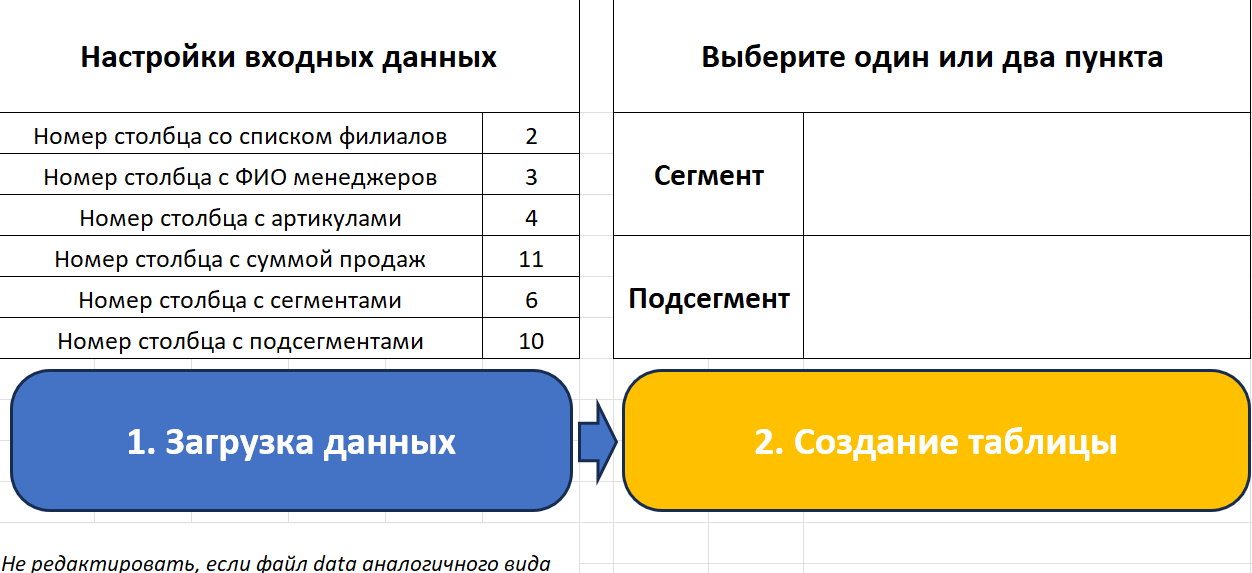 Настройки входных данных
Номер столбца со списком филиалов 2
Номер столбца с ФИО менеджеров 3
Номер столбца с артикулами 4
Номер столбца с суммой продаж 11
Номер столбца с сегментами 6
Номер столбца с подсегментами 10
1. Загрузка данных
Не редактировать, если файл data аналогичного вида
Выберите один или два пункта
Сегмент
Подсегмент
2. Создание таблицы